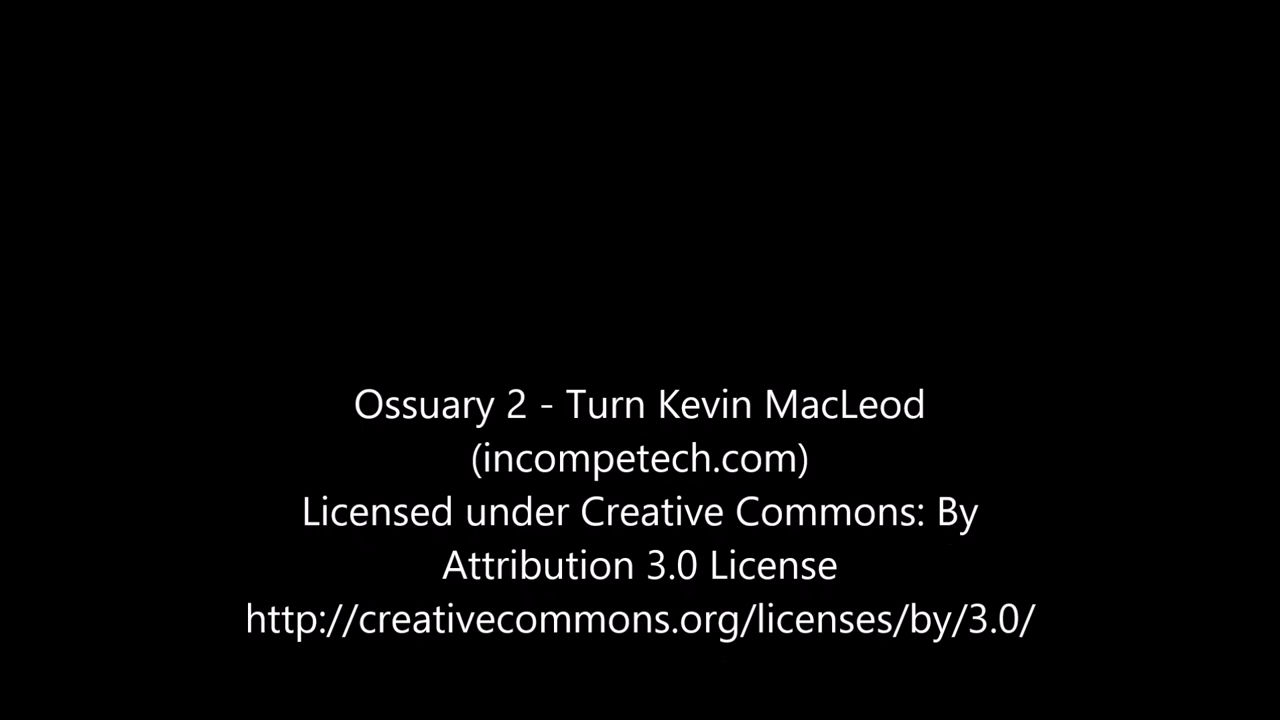 Ossuary 2 - Turn Kevin MacLeod
(incompetech.com)
Licensed under Creative Commons: By
Attribution 3.0 License
http://creativecommons.org/licenses/by/3.0/